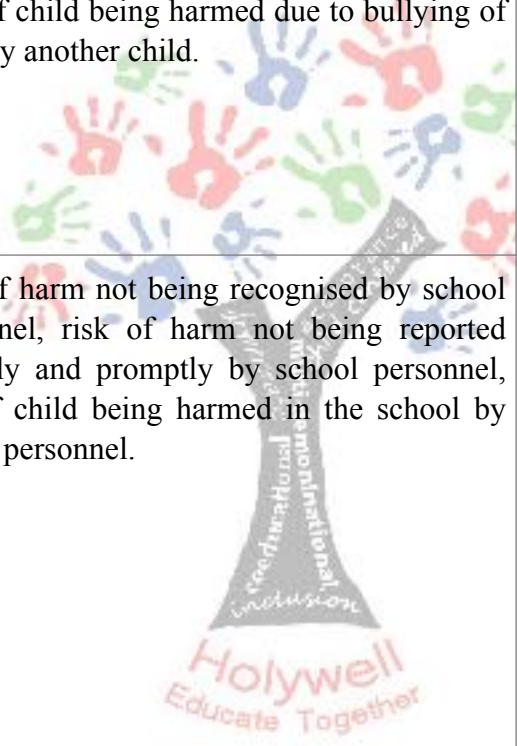 f child being harmed due to bullying of
y another child.
f harm not being recognised by school
nel, risk of harm not being reported
ly and promptly by school personnel,
f child being harmed in the school by
personnel.
coeducational
multidenominational
inclusion
Holywell
Educate Together